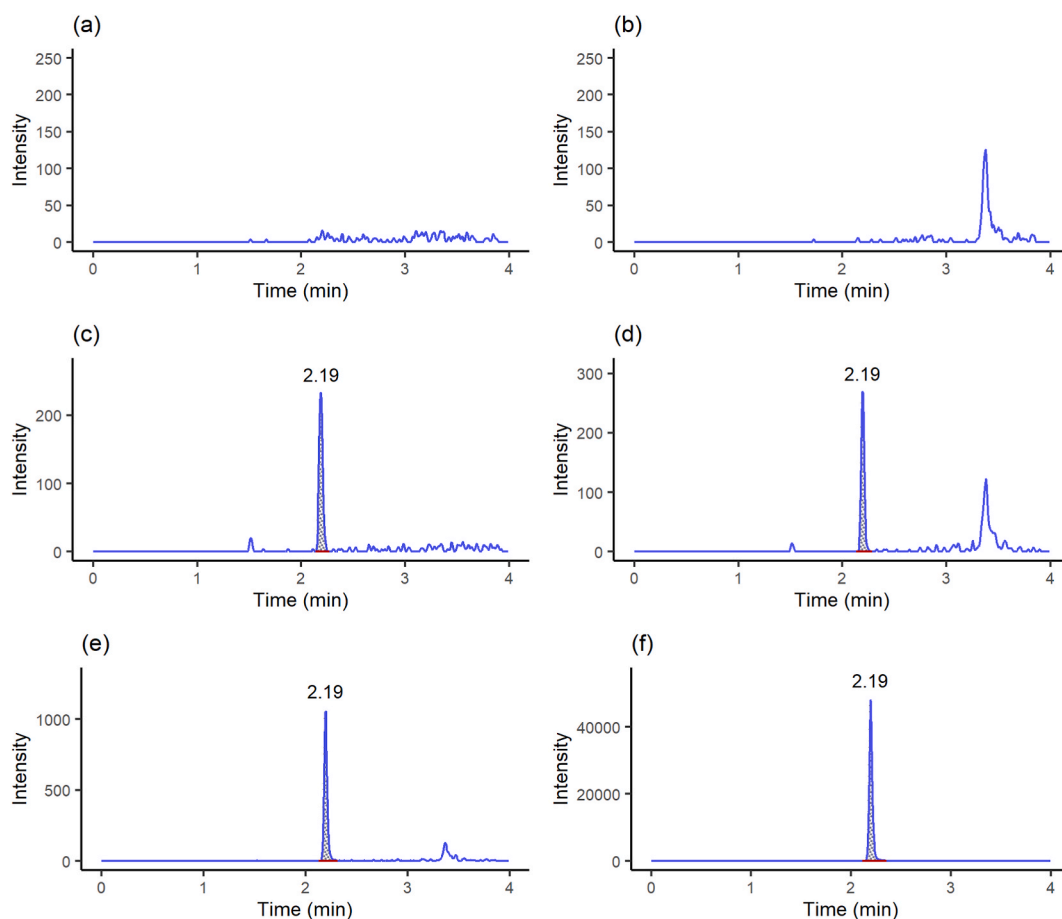 (a)
250
200
150
100
50
0
Intensity
0 1 2 3 4
Time (min)
(b)
250
200
150
100
50
0
Intensity
0 1 2 3 4
Time (min)
(c)
2.19
200
100
0
Intensity
0 1 2 3 4
Time (min)
(d)
2.19
300
200
100
0
Intensity
0 1 2 3 4
Time (min)
(e)
2.19
1000
500
0
Intensity
0 1 2 3 4
Time (min)
(f)
2.19
40000
20000
0
Intensity
0 1 2 3 4
Time (min)